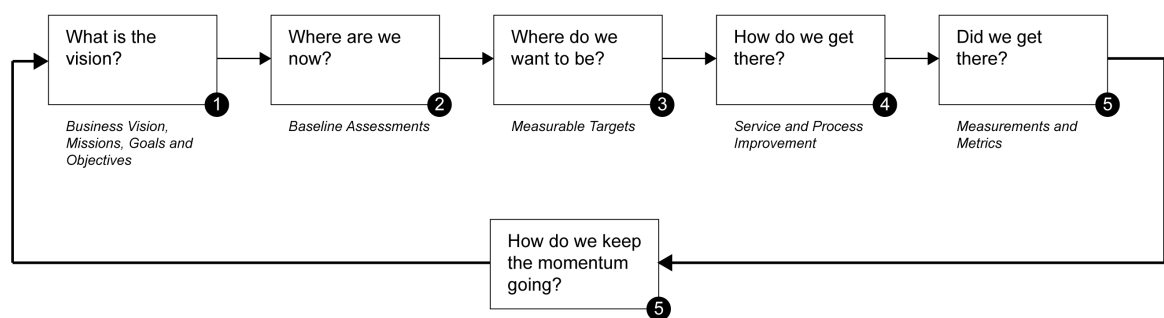 What is the
vision?
1
Business Vision,
Missions, Goals and
Objectives
Where are we
now?
2
Baseline Assessments
Where do we
want to be?
3
Measurable Targets
How do we get
there?
4
Service and Process
Improvement
Did we get
there?
5
Measurements and
Metrics
How do we keep
the momentum
going?
5